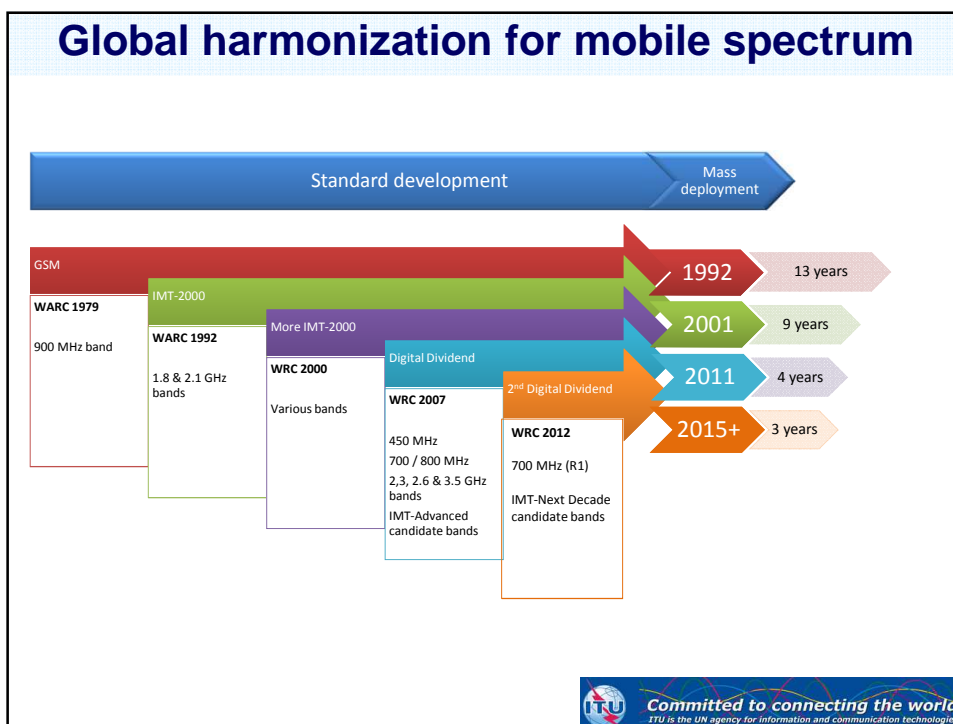 Global harmonization for mobile spectrum
Standard development
Mass
deployment
GSM
WARC 1979
900 MHz band
IMT-2000
WARC 1992
1.8 & 2.1 GHz
bands
More IMT-2000
WRC 2000
Various bands
Digital Dividend
WRC 2007
450 MHz
700 / 800 MHz
2,3, 2.6 & 3.5 GHz
bands
IMT-Advanced
candidate bands
2nd Digital Dividend
WRC 2012
700 MHz (R1)
IMT-Next Decade
candidate bands
1992
13 years
2001
9 years
2011
4 years
2015+
3 years
ITU
Committed to connecting the world
ITU is the UN agency for information and communication technologie